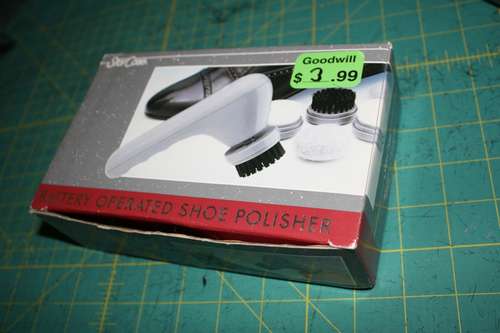 Goodwill
$ 3.99
BATTERY OPERATED SHOE POLISHER